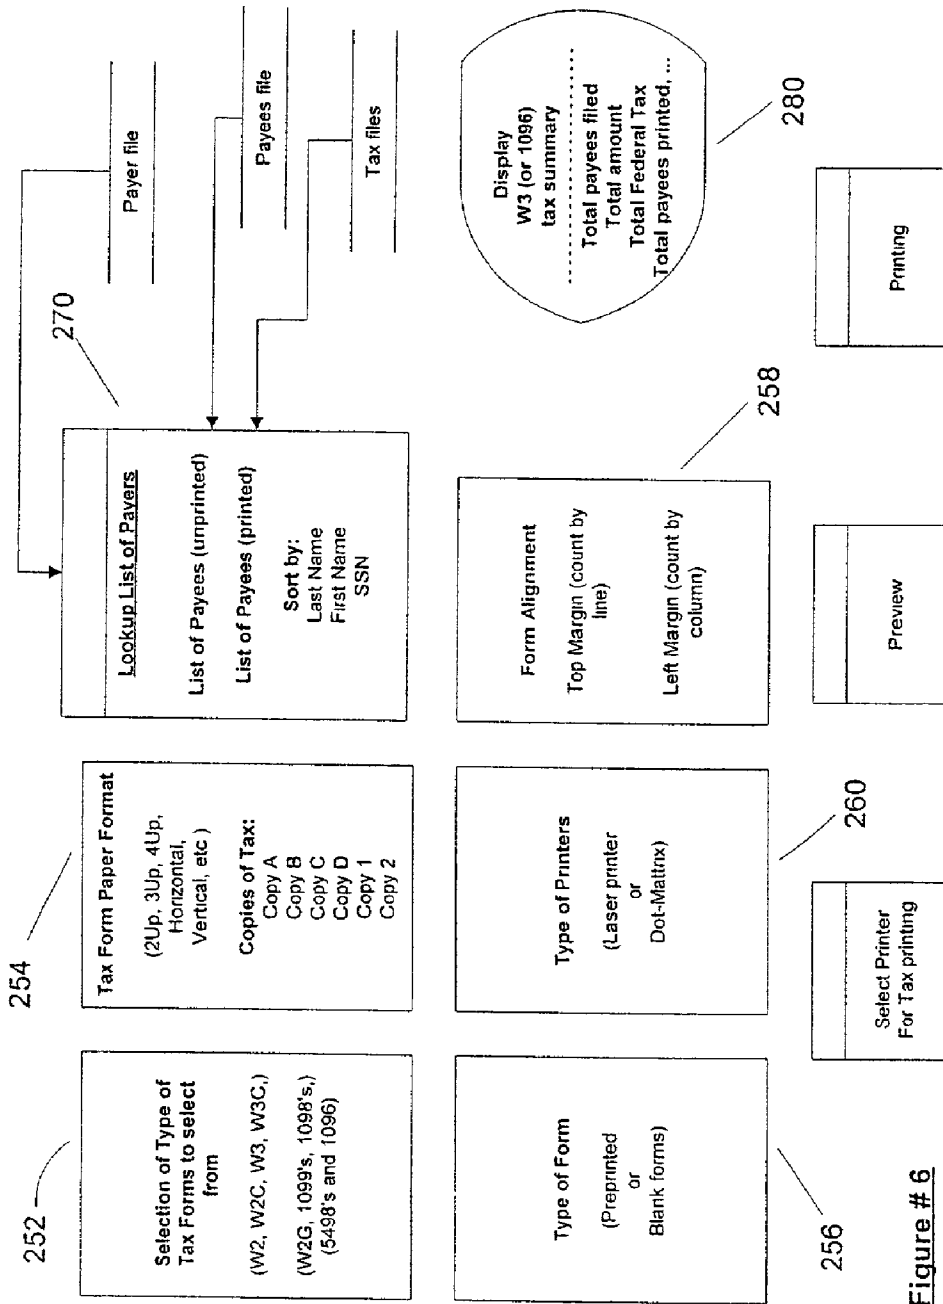 252
Selection of Type of
Tax Forms to select
from
(W2, W2C, W3, W3C,)
(W2G, 1099's, 1098's,)
(5498's and 1096)
254
Tax Form Paper Format
(2Up, 3Up, 4Up,
Horizontal,
Vertical, etc )
Copies of Tax:
Copy A
Copy B
Copy C
Copy D
Copy 1
Copy 2
270
Lookup List of Payers
List of Payees (unprinted)
List of Payees (printed)
Sort by:
Last Name
First Name
SSN
Payer file
Payees file
Tax files
Type of Form
(Preprinted
or
Blank forms)
256
Type of Printers
(Laser printer
or
Dot-Mattrix)
260
Form Alignment
Top Margin (count by
line)
Left Margin (count by
column)
258
Display
W3 (or 1096)
tax summary
Total payees filed
Total amount
Total Federal Tax
Total payees printed, ...
280
Select Printer
For Tax printing
Preview
Printing
Figure # 6